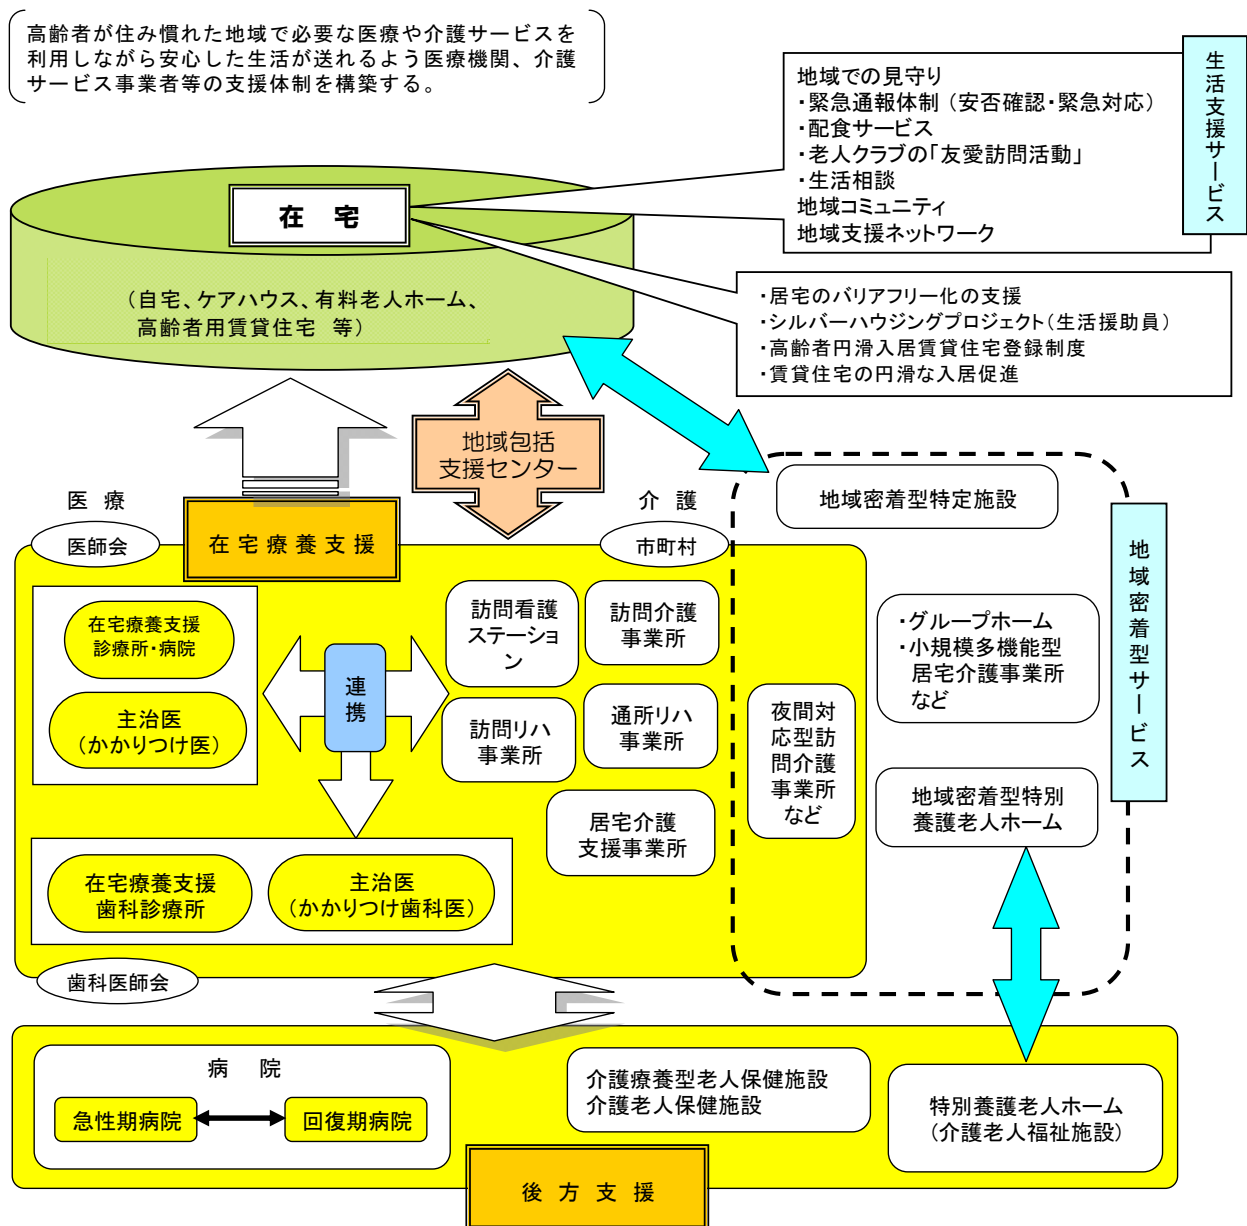 高齢者が住み慣れた地域で必要な医療や介護サービスを
利用しながら安心した生活が送れるよう医療機関、介護
サービス事業者等の支援体制を構築する。
生活支援サービス
地域での見守り
・緊急通報体制（安否確認・緊急対応）
・配食サービス
・老人クラブの「友愛訪問活動」
・生活相談
地域コミュニティ
地域支援ネットワーク
在 宅
（自宅、ケアハウス、有料老人ホーム、
高齢者用賃貸住宅 等）
・居宅のバリアフリー化の支援
・シルバーハウジングプロジェクト（生活援助員）
・高齢者円滑入居賃貸住宅登録制度
・賃貸住宅の円滑な入居促進
地域包括
支援センター
医 療
医師会
在宅療養支援
介 護
市町村
地域密着型特定施設
地域密着型サービス
在宅療養支援
診療所・病院
主治医
（かかりつけ医）
連携
訪問看護
ステーショ
ン
訪問介護
事業所
訪問リハ
事業所
通所リハ
事業所
居宅介護
支援事業所
夜間対
応型訪
問介護
事業所
など
・グループホーム
・小規模多機能型
居宅介護事業所
など
地域密着型特別
養護老人ホーム
在宅療養支援
歯科診療所
主治医
（かかりつけ歯科医）
歯科医師会
病 院
急性期病院
回復期病院
介護療養型老人保健施設
介護老人保健施設
特別養護老人ホーム
（介護老人福祉施設）
後 方 支 援